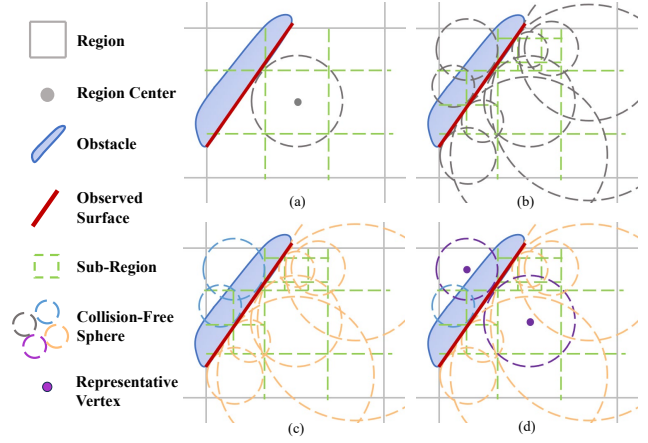 Region
Region Center
Obstacle
Observed
Surface
Sub-Region
Collision-Free
Sphere
Representative
Vertex
(a)
(b)
(c)
(d)